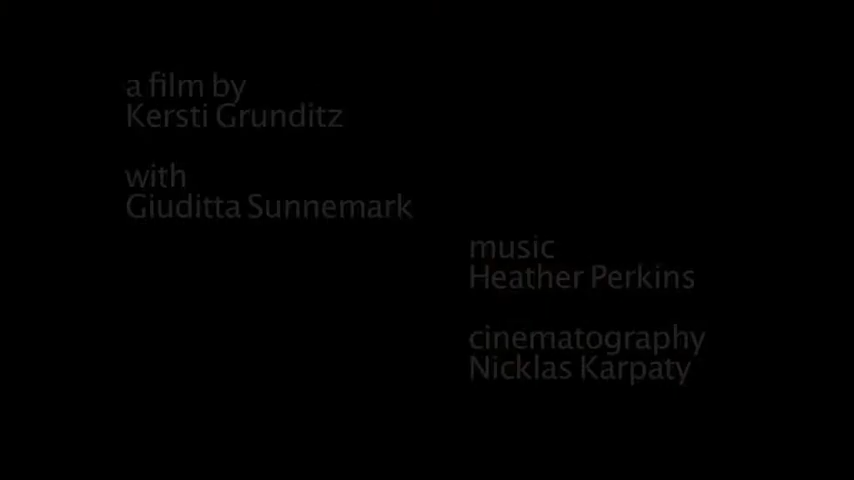 a film by
Kersti Grunditz
with
Giuditta Sunnemark
music
Heather Perkins
cinematography
Nicklas Karpaty